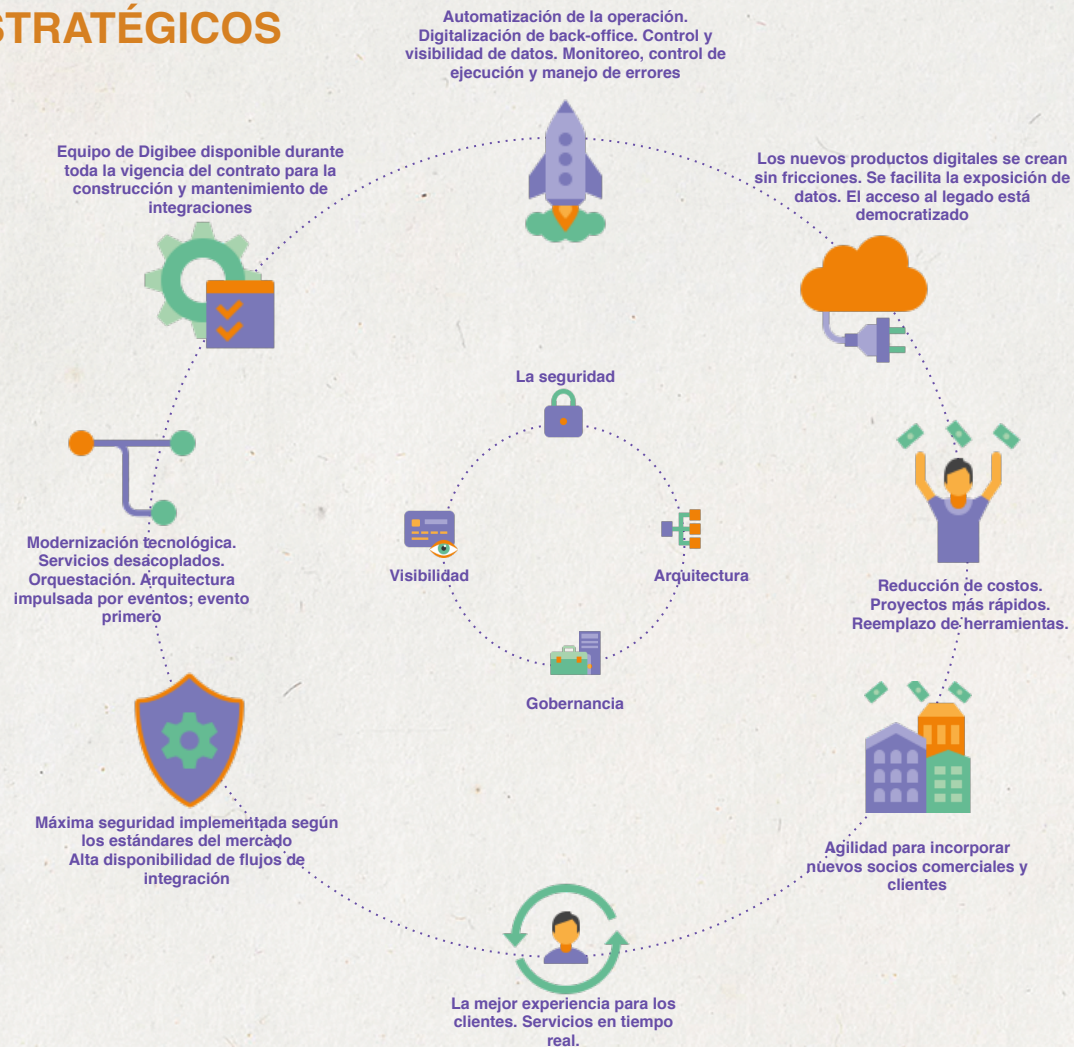 STRATÉGICOS
Automatización de la operación.
Digitalización de back-office. Control y
visibilidad de datos. Monitoreo, control de
ejecución y manejo de errores
Equipo de Digibee disponible durante
toda la vigencia del contrato para la
construcción y mantenimiento de
integraciones
Los nuevos productos digitales se crean
sin fricciones. Se facilita la exposición de
datos. El acceso al legado está
democratizado
La seguridad
Visibilidad
Arquitectura
Gobernancia
Modernización tecnológica.
Servicios desacoplados.
Orquestación. Arquitectura
impulsada por eventos; evento
primero
Reducción de costos.
Proyectos más rápidos.
Reemplazo de herramientas.
Máxima seguridad implementada según
los estándares del mercado
Alta disponibilidad de flujos de
integración
Agilidad para incorporar
nuevos socios comerciales y
clientes
La mejor experiencia para los
clientes. Servicios en tiempo
real.